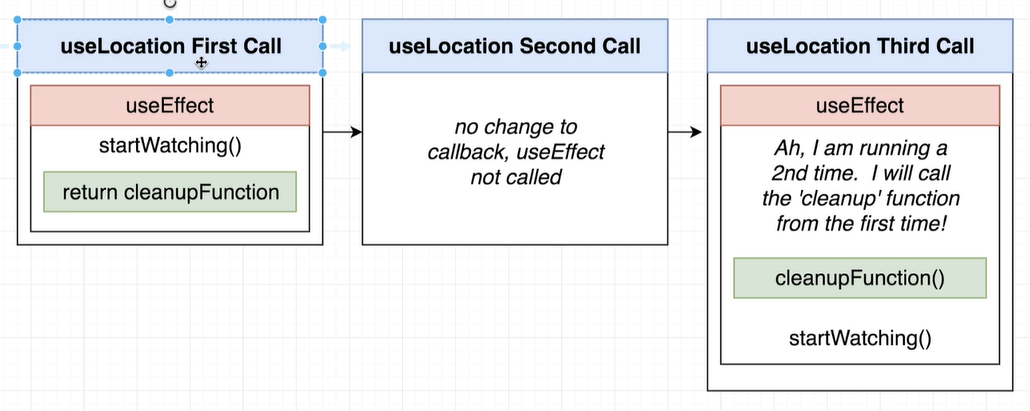 useLocation First Call
useEffect
startWatching()
return cleanupFunction
useLocation Second Call
no change to
callback, useEffect
not called
useLocation Third Call
useEffect
Ah, I am running a
2nd time.  I will call
the 'cleanup' function
from the first time!
cleanupFunction()
startWatching()